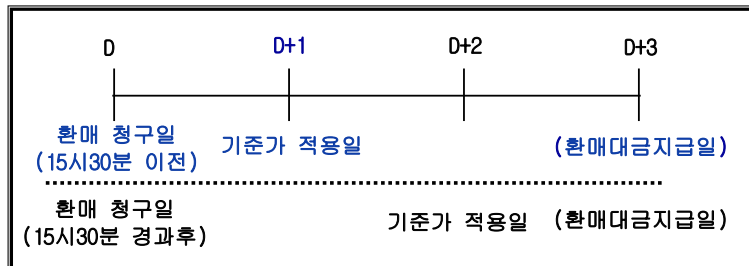 D D+1 D+2 D+3
환매 청구일 기준가 적용일 (환매대금지급일)
(15시30분 이전)
환매 청구일 기준가 적용일 (환매대금지급일)
(15시30분 경과후)